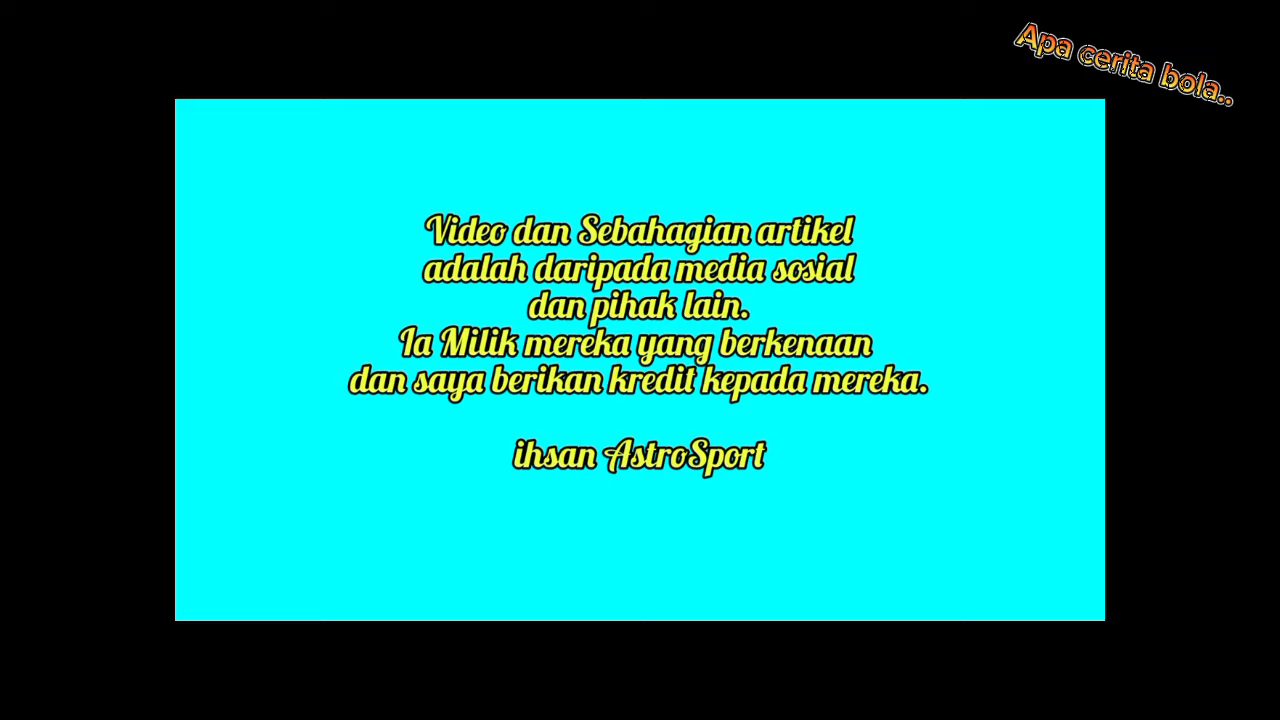 Apa cerita bola..
Video dan Sebahagian artikel
adalah daripada media sosial
dan pihak lain.
Ia Milik mereka yang berkenaan
dan saya berikan kredit kepada mereka.
ihsan AstroSport